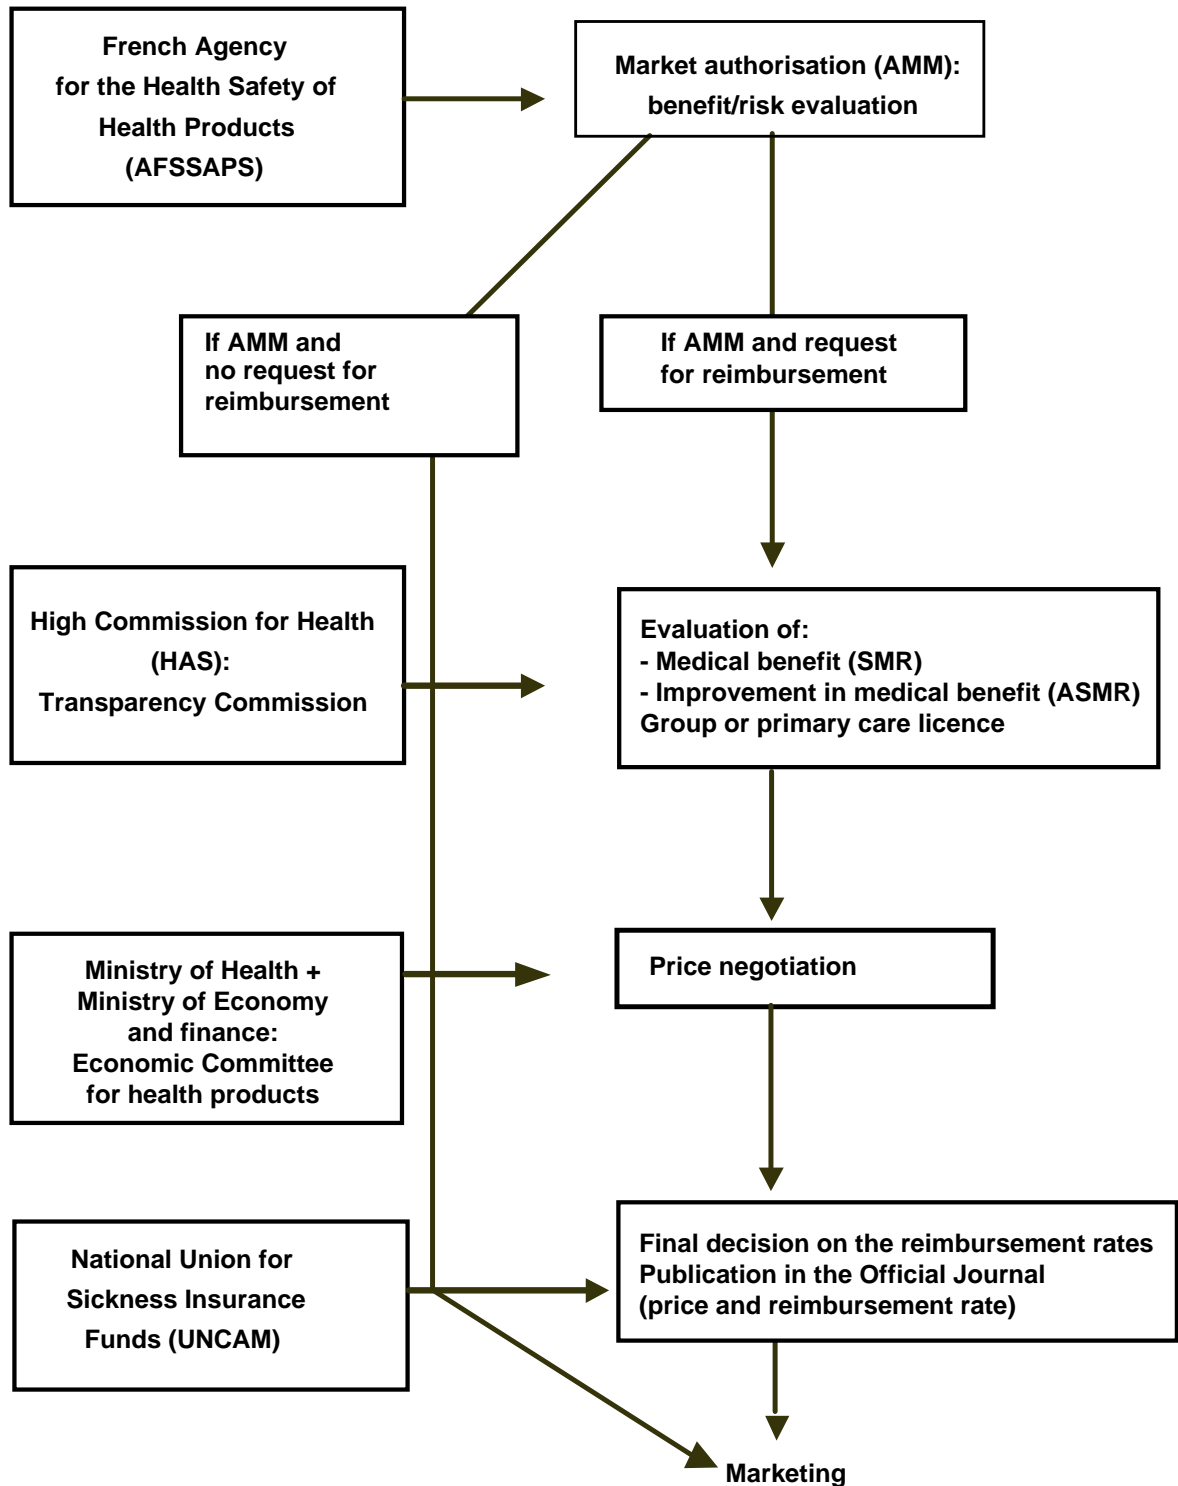 French Agency
for the Health Safety of
Health Products
(AFSSAPS)
Market authorisation (AMM):
benefit/risk evaluation
If AMM and
no request for
reimbursement
If AMM and request
for reimbursement
High Commission for Health
(HAS):
Transparency Commission
Evaluation of:
- Medical benefit (SMR)
- Improvement in medical benefit (ASMR)
Group or primary care licence
Ministry of Health +
Ministry of Economy
and finance:
Economic Committee
for health products
Price negotiation
National Union for
Sickness Insurance
Funds (UNCAM)
Final decision on the reimbursement rates
Publication in the Official Journal
(price and reimbursement rate)
Marketing